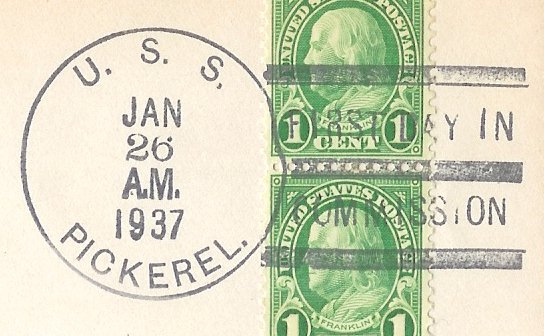 U. S. S.
JAN
26
A.M.
1937
PICKEREL.
UNITED STATES POSTAGE
1 FRANKLIN 1
CENT
FIRST DAY IN
COMMISSION
UNITED STATES POSTAGE
FRANKLIN
1 1